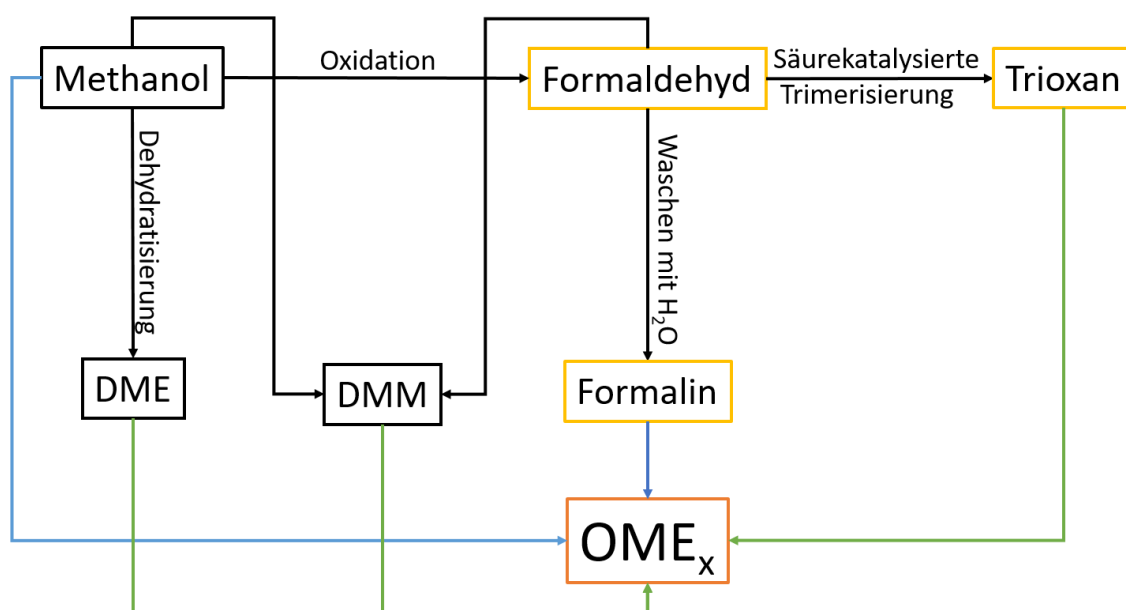 Methanol
Oxidation
Formaldehyd
Säurekatalysierte
Trimerisierung
Trioxan
Dehydratisierung
Waschen mit H₂O
DME
DMM
Formalin
OMEₓ